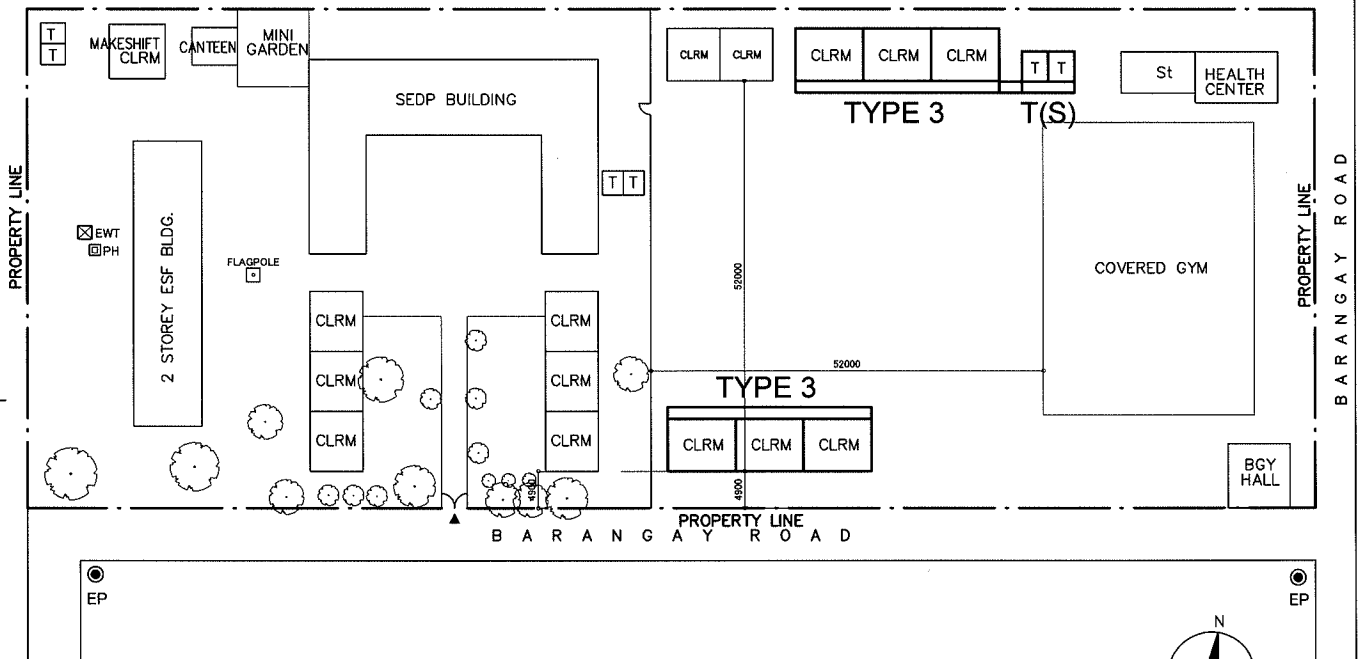 T
T
MAKESHIFT
CLRM
CANTEEN
MINI
GARDEN
SEDP BUILDING
CLRM
CLRM
CLRM
CLRM
CLRM
T
T
St
HEALTH
CENTER
TYPE 3
T(S)
T
T
PROPERTY LINE
2 STOREY ESF BLDG.
EWT
PH
FLAGPOLE
CLRM
CLRM
CLRM
CLRM
CLRM
CLRM
52000
52000
COVERED GYM
PROPERTY LINE
BARANGAY ROAD
TYPE 3
CLRM
CLRM
CLRM
4900
4900
BGY
HALL
PROPERTY LINE
BARANGAY ROAD
EP
EP
N